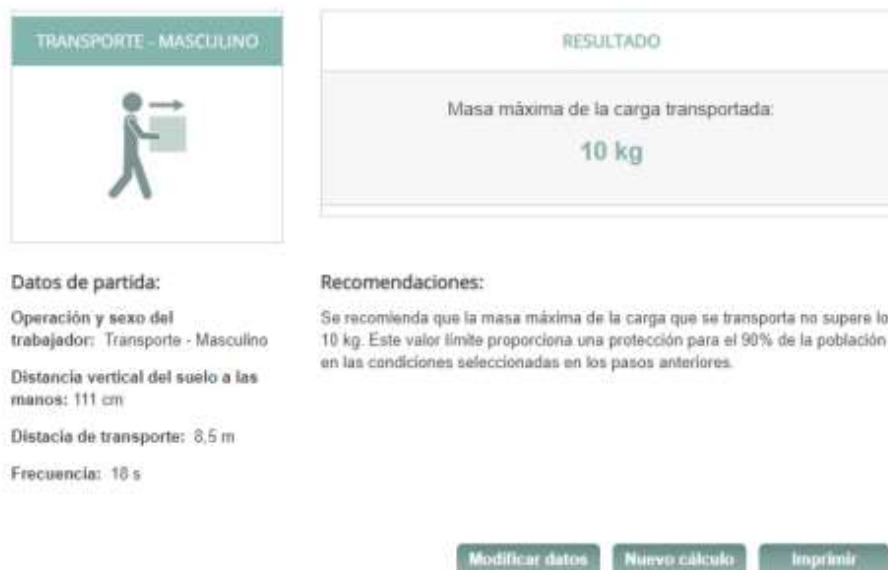 TRANSPORTE - MASCULINO
RESULTADO
Masa máxima de la carga transportada:
10 kg
Datos de partida:
Operación y sexo del
trabajador: Transporte - Masculino
Distancia vertical del suelo a las
manos: 111 cm
Distacia de transporte: 8,5 m
Frecuencia: 18 s
Recomendaciones:
Se recomienda que la masa máxima de la carga que se transporta no supere lo
10 kg. Este valor límite proporciona una protección para el 90% de la población
en las condiciones seleccionadas en los pasos anteriores.
Modificar datos
Nuevo cálculo
Imprimir